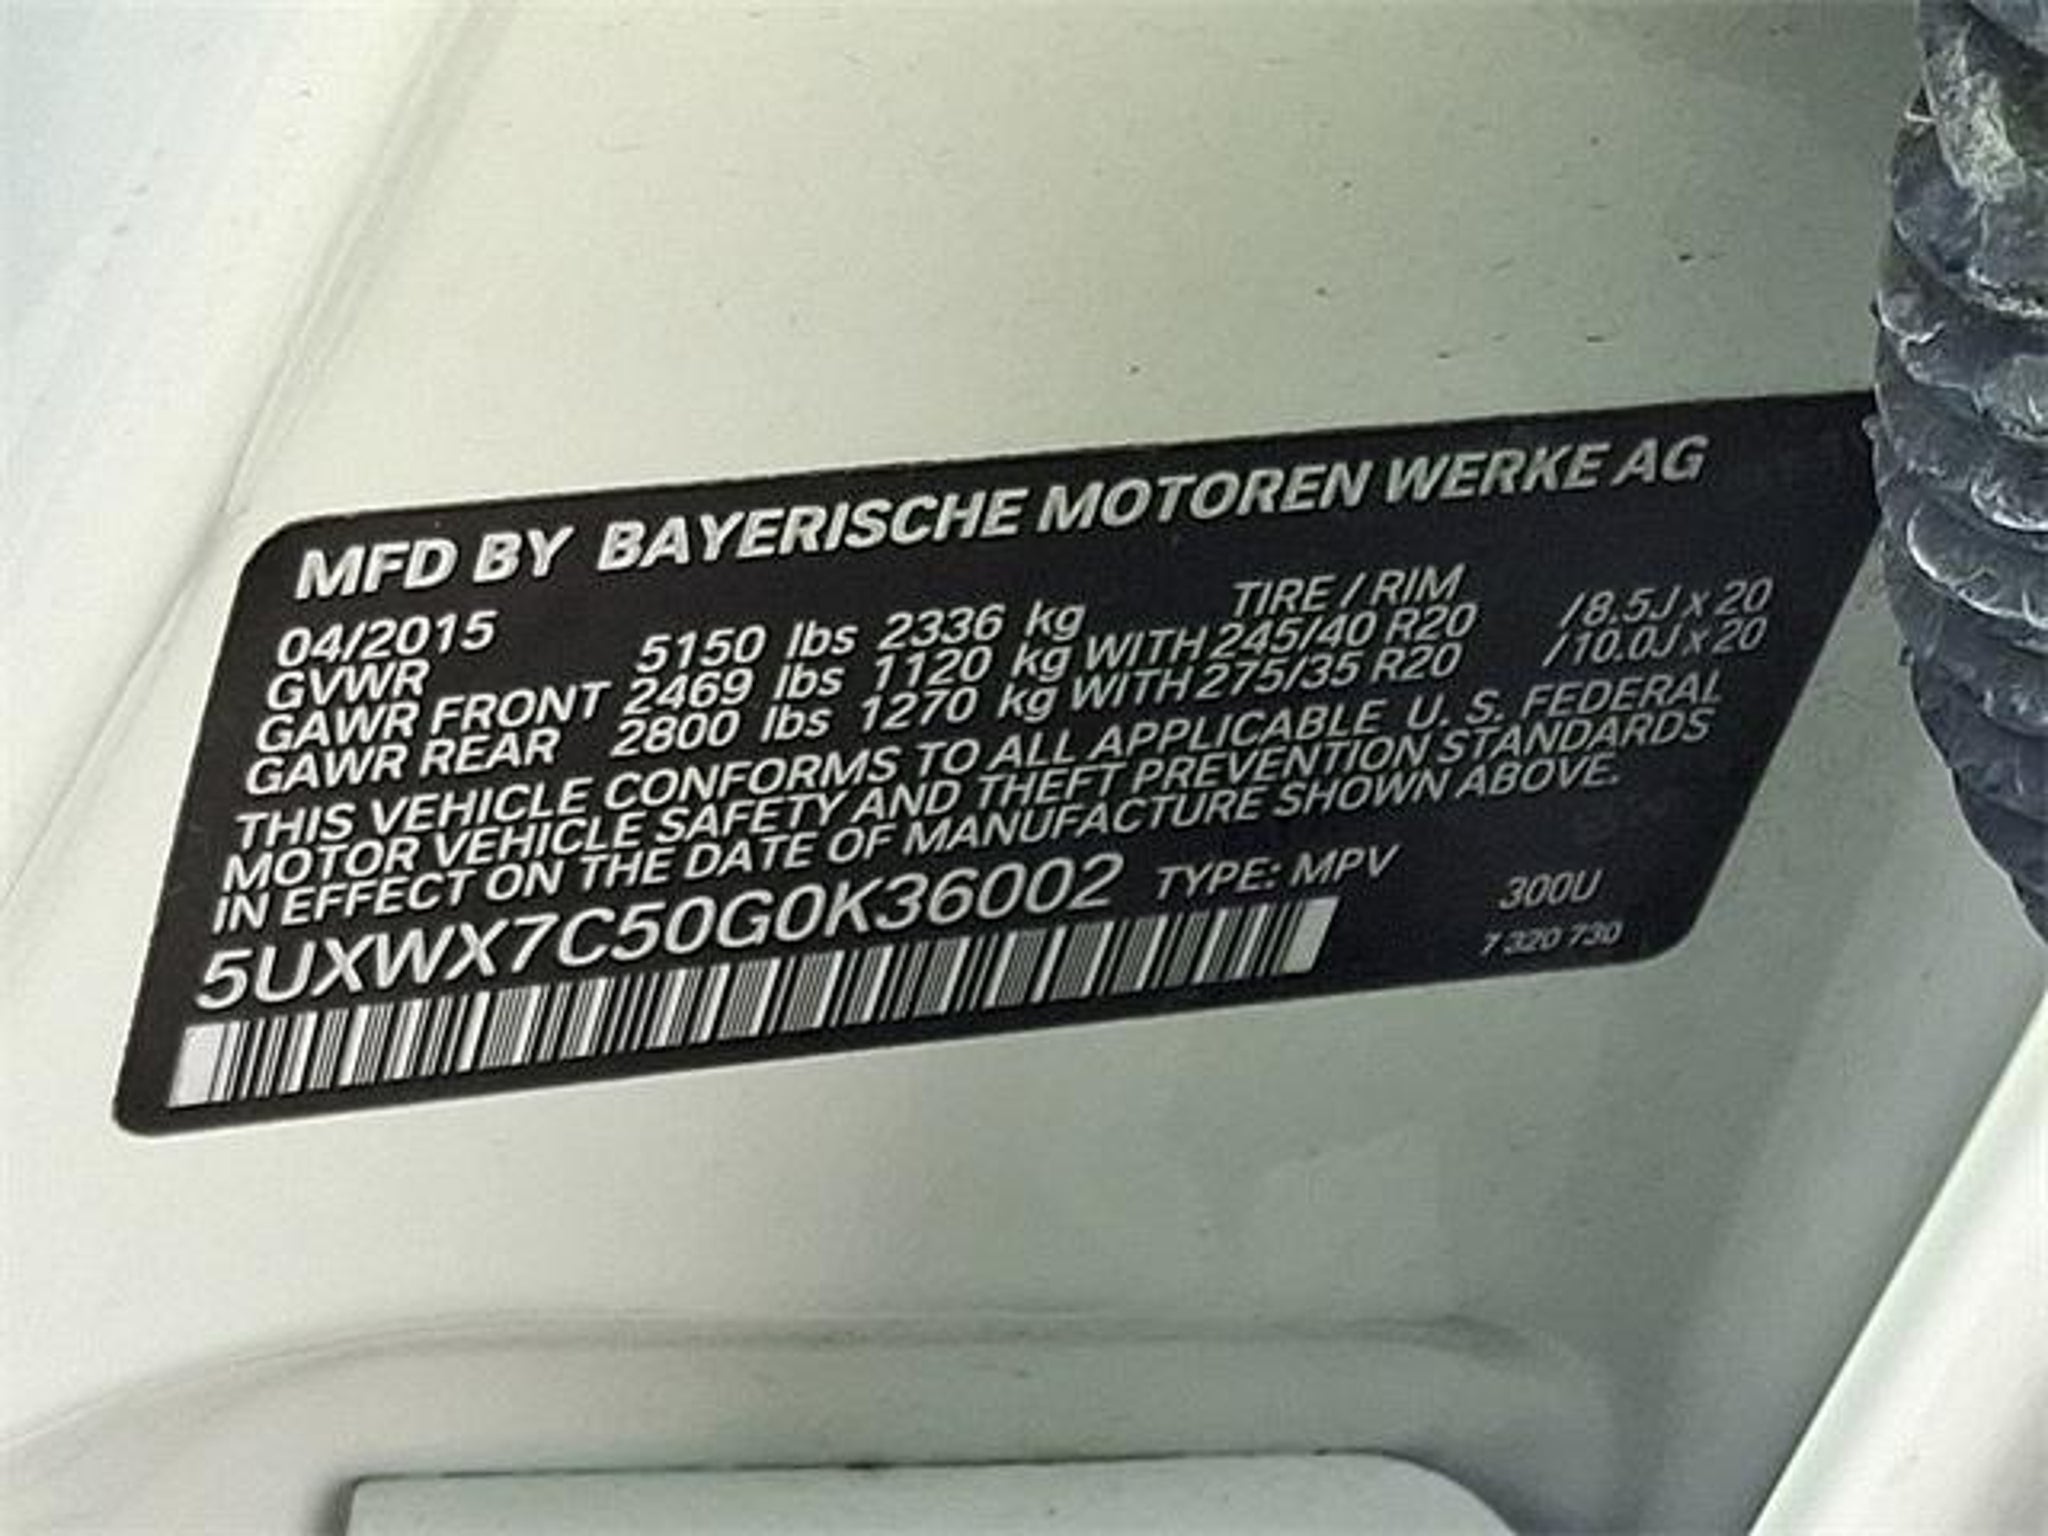 MFD BY BAYERISCHE MOTOREN WERKE AG
04/2015 TIRE / RIM
GVWR 5150 lbs 2336 kg
GAWR FRONT 2469 lbs 1120 kg WITH 245/40 R20 /8.5J x 20
GAWR REAR 2800 lbs 1270 kg WITH 275/35 R20 /10.0J x 20
THIS VEHICLE CONFORMS TO ALL APPLICABLE U. S. FEDERAL
MOTOR VEHICLE SAFETY AND THEFT PREVENTION STANDARDS
IN EFFECT ON THE DATE OF MANUFACTURE SHOWN ABOVE.
5UXWX7C50G0K36002 TYPE: MPV 300U
7 320 730